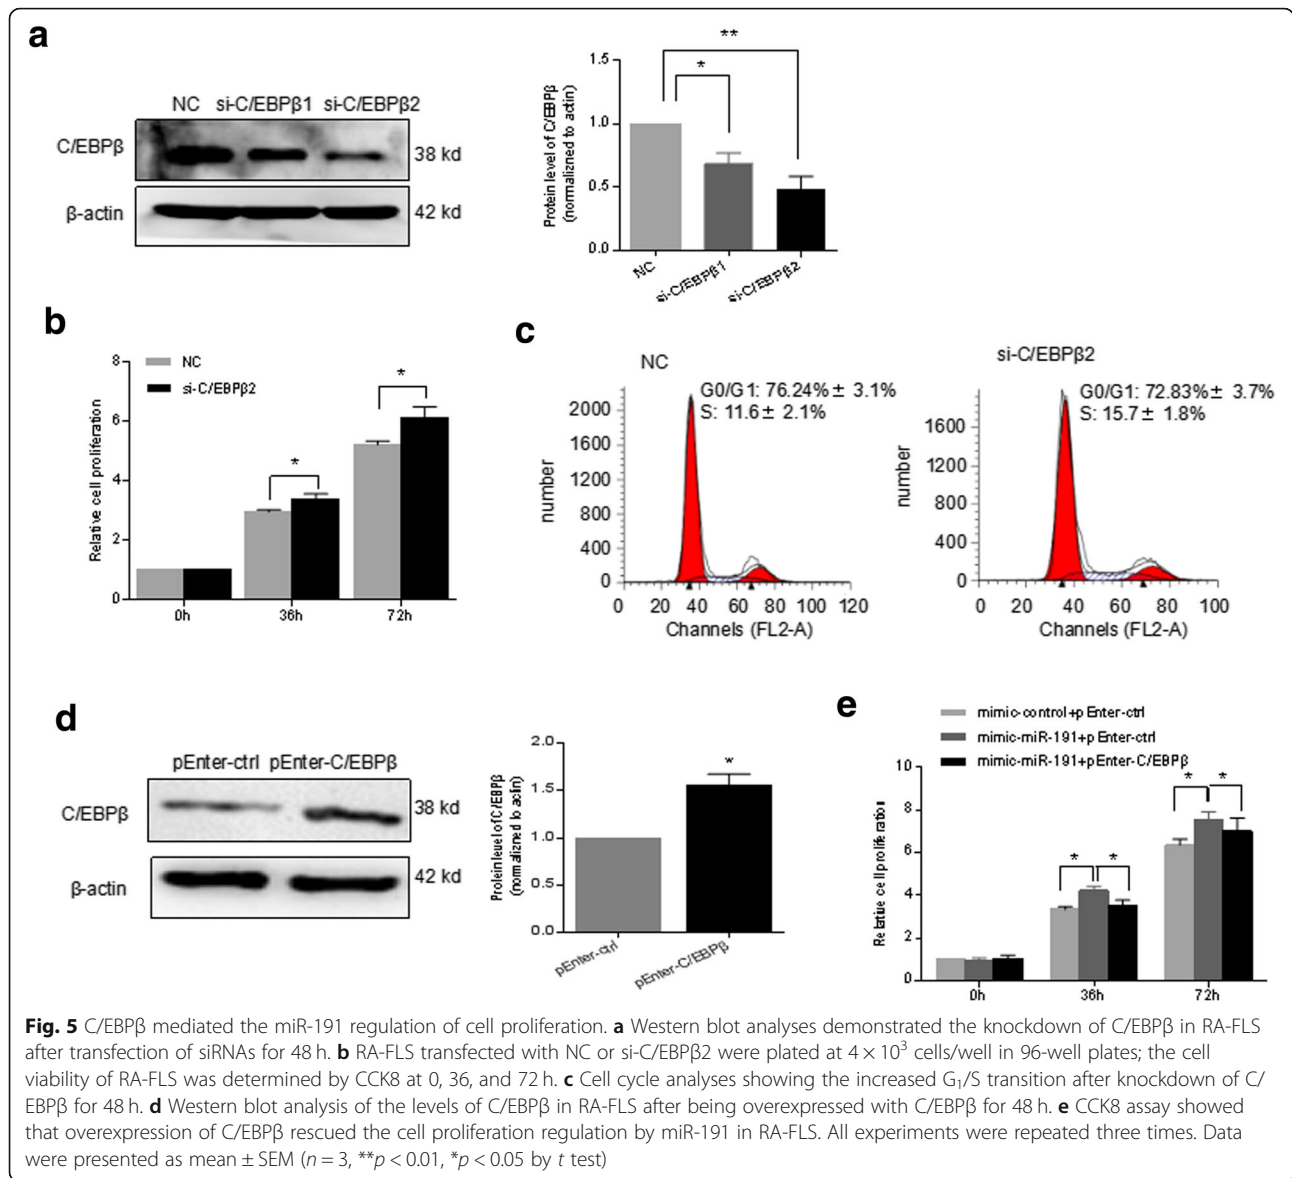 a
NC si-C/EBPβ1 si-C/EBPβ2
C/EBPβ
38 kd
β-actin
42 kd
Protein level of C/EBPβ
(normalizned to actin)
1.5
1.0
0.5
0.0
*
**
NC
si-C/EBPβ1
si-C/EBPβ2
b
NC
si-C/EBPβ2
Relative cell proliferation
8
6
4
2
0
*
*
0h
36h
72h
c
NC
G0/G1: 76.24% ± 3.1%
S: 11.6 ± 2.1%
number
2000
1600
1200
800
400
0
0 20 40 60 80 100 120
Channels (FL2-A)
si-C/EBPβ2
G0/G1: 72.83% ± 3.7%
S: 15.7 ± 1.8%
number
1600
1200
800
400
0
0 20 40 60 80 100
Channels (FL2-A)
d
pEnter-ctrl pEnter-C/EBPβ
C/EBPβ
38 kd
β-actin
42 kd
Protein level of C/EBPβ
(normalized to actin)
2.0
1.5
1.0
0.5
0.0
*
pEnter-ctrl
pEnter-C/EBPβ
e
mimic-control+pEnter-ctrl
mimic-miR-191+pEnter-ctrl
mimic-miR-191+pEnter-C/EBPβ
Relative cell proliferation
10
8
6
4
2
0
* *
* *
0h
36h
72h
Fig. 5 C/EBPβ mediated the miR-191 regulation of cell proliferation. a Western blot analyses demonstrated the knockdown of C/EBPβ in RA-FLS
after transfection of siRNAs for 48 h. b RA-FLS transfected with NC or si-C/EBPβ2 were plated at 4 × 10³ cells/well in 96-well plates; the cell
viability of RA-FLS was determined by CCK8 at 0, 36, and 72 h. c Cell cycle analyses showing the increased G₁/S transition after knockdown of C/
EBPβ for 48 h. d Western blot analysis of the levels of C/EBPβ in RA-FLS after being overexpressed with C/EBPβ for 48 h. e CCK8 assay showed
that overexpression of C/EBPβ rescued the cell proliferation regulation by miR-191 in RA-FLS. All experiments were repeated three times. Data
were presented as mean ± SEM (n = 3, **p < 0.01, *p < 0.05 by t test)